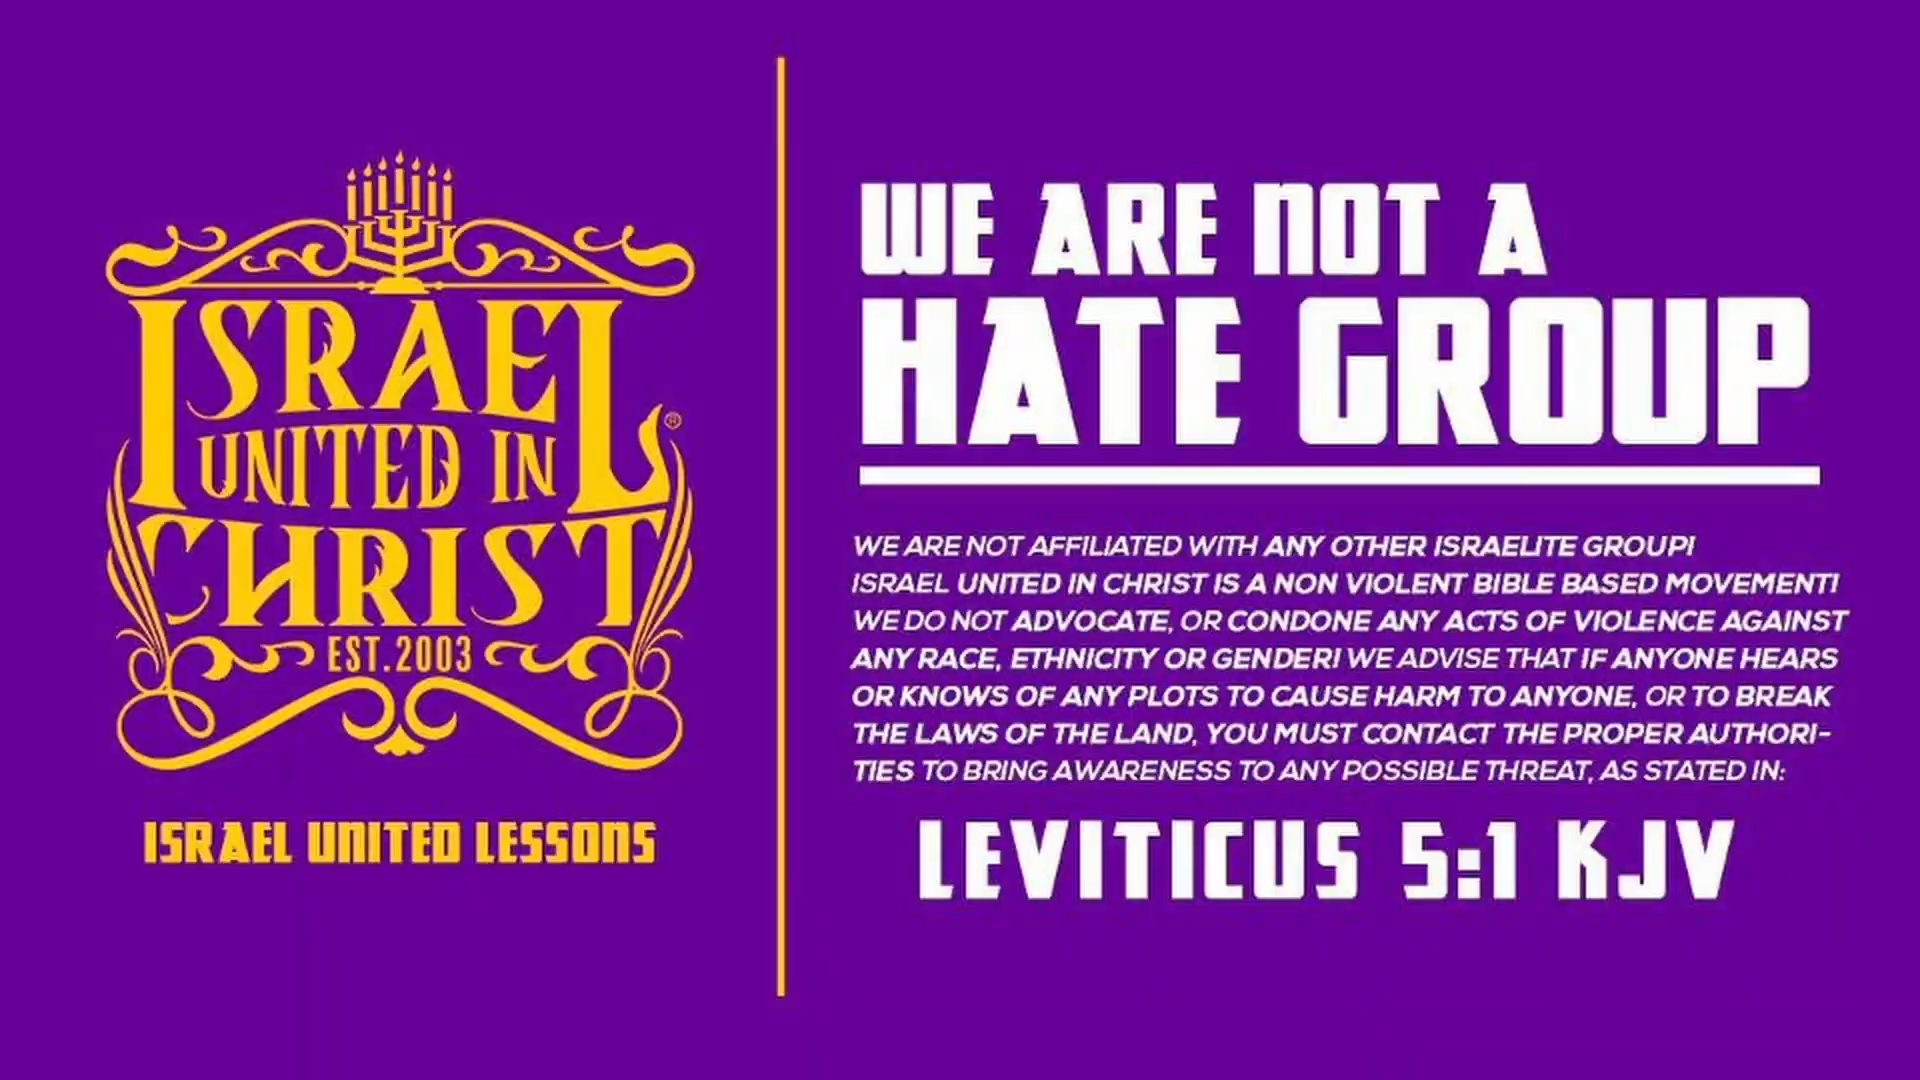 ISRAEL
UNITED IN
CHRIST
®
EST.2003
ISRAEL UNITED LESSONS
WE ARE NOT A
HATE GROUP
WE ARE NOT AFFILIATED WITH ANY OTHER ISRAELITE GROUP!
ISRAEL UNITED IN CHRIST IS A NON VIOLENT BIBLE BASED MOVEMENT!
WE DO NOT ADVOCATE, OR CONDONE ANY ACTS OF VIOLENCE AGAINST
ANY RACE, ETHNICITY OR GENDER! WE ADVISE THAT IF ANYONE HEARS
OR KNOWS OF ANY PLOTS TO CAUSE HARM TO ANYONE, OR TO BREAK
THE LAWS OF THE LAND, YOU MUST CONTACT THE PROPER AUTHORI-
TIES TO BRING AWARENESS TO ANY POSSIBLE THREAT, AS STATED IN:
LEVITICUS 5:1 KJV